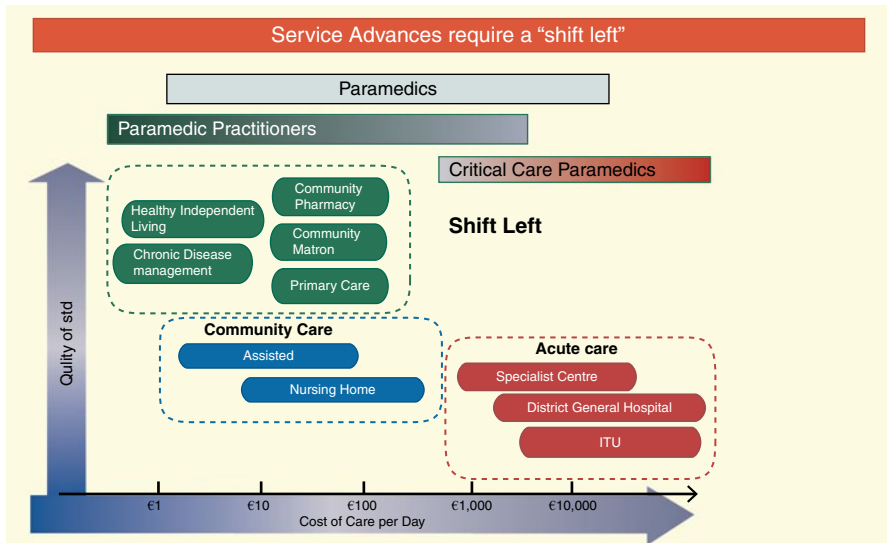 Service Advances require a “shift left”
Paramedics
Paramedic Practitioners
Critical Care Paramedics
Shift Left
Healthy Independent
Living
Chronic Disease
management
Community
Pharmacy
Community
Matron
Primary Care
Community Care
Assisted
Nursing Home
Acute care
Specialist Centre
District General Hospital
ITU
Qulity of std
€1
€10
€100
€1,000
€10,000
Cost of Care per Day